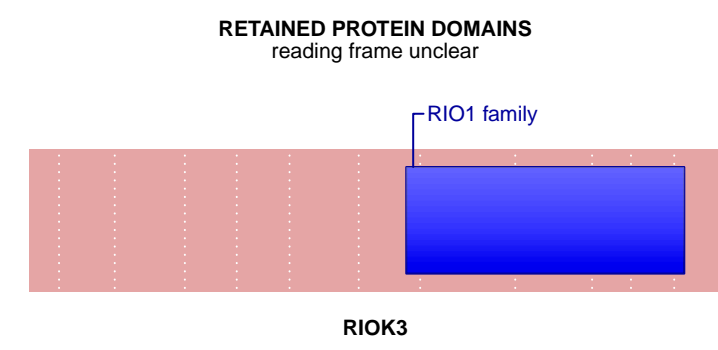 RETAINED PROTEIN DOMAINS
reading frame unclear
RIO1 family
RIOK3